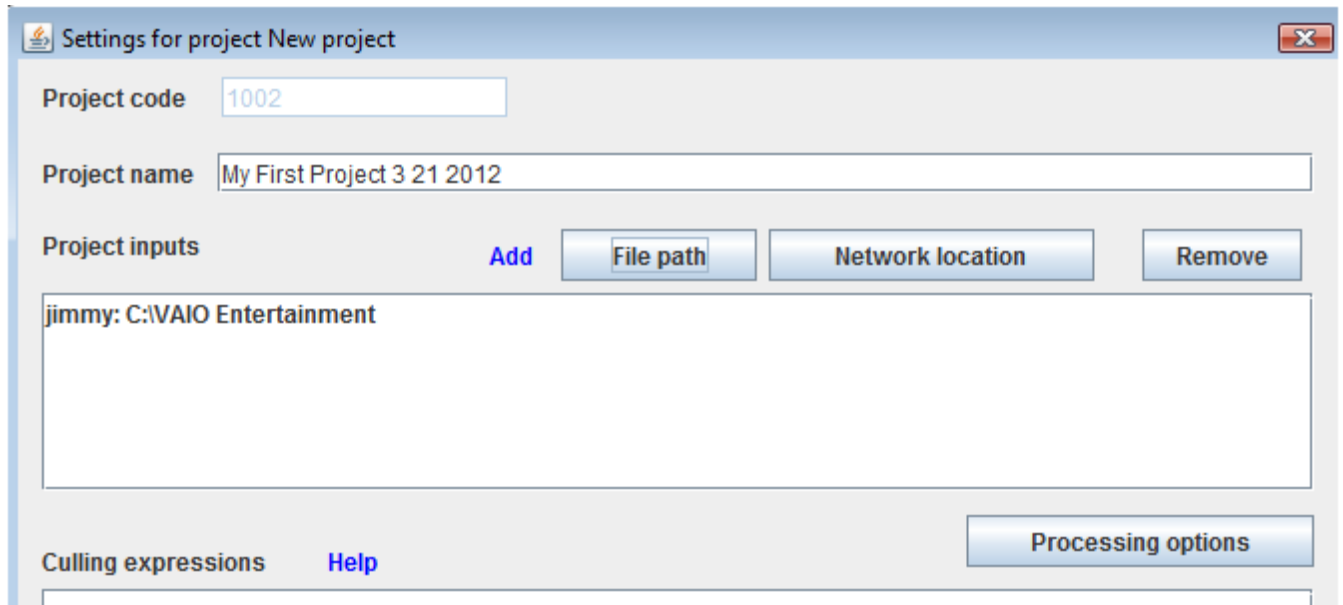 Settings for project New project
Project code 1002
Project name My First Project 3 21 2012
Project inputs Add File path Network location Remove
jimmy: C:\VAIO Entertainment
Processing options
Culling expressions Help